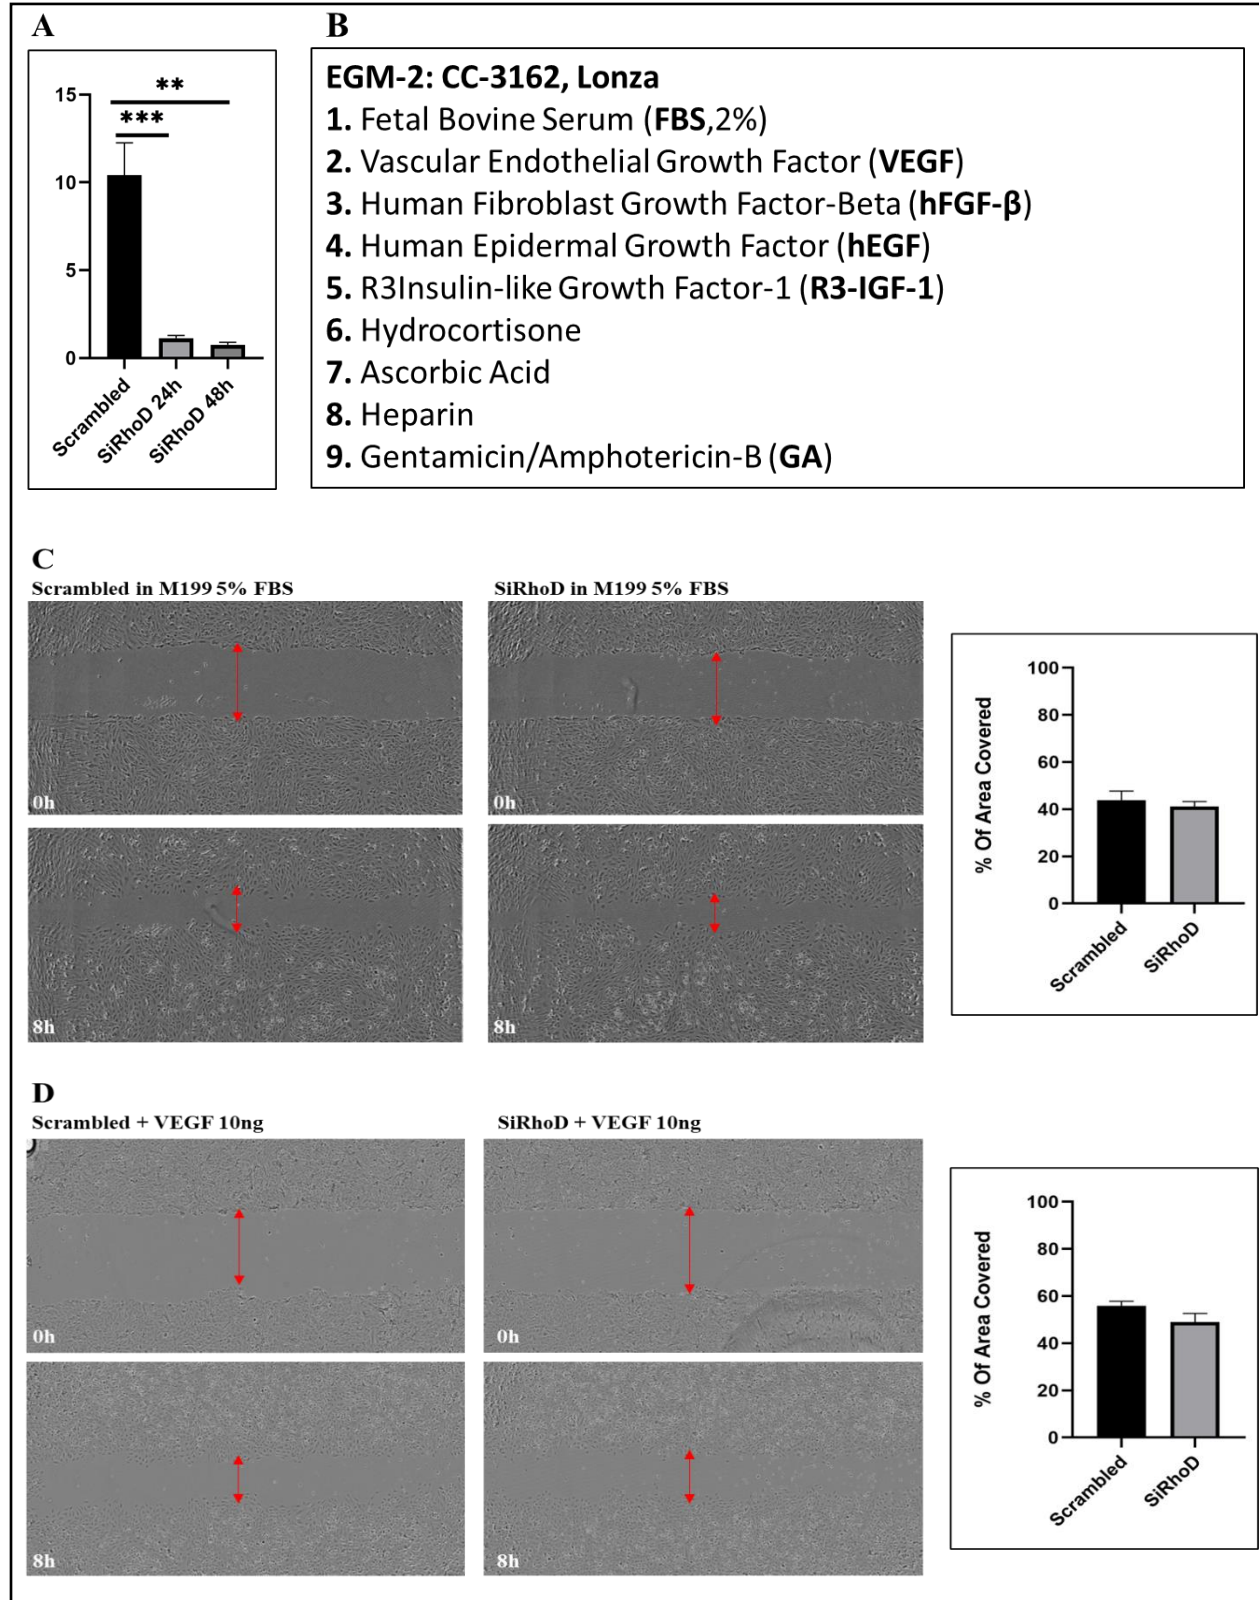 A
15
10
5
0
**
***
Scrambled
SiRhoD 24h
SiRhoD 48h
B
EGM-2: CC-3162, Lonza
1. Fetal Bovine Serum (FBS,2%)
2. Vascular Endothelial Growth Factor (VEGF)
3. Human Fibroblast Growth Factor-Beta (hFGF-β)
4. Human Epidermal Growth Factor (hEGF)
5. R3Insulin-like Growth Factor-1 (R3-IGF-1)
6. Hydrocortisone
7. Ascorbic Acid
8. Heparin
9. Gentamicin/Amphotericin-B (GA)
C
Scrambled in M199 5% FBS
SiRhoD in M199 5% FBS
0h
0h
8h
8h
% Of Area Covered
100
80
60
40
20
0
Scrambled
SiRhoD
D
Scrambled + VEGF 10ng
SiRhoD + VEGF 10ng
0h
0h
8h
8h
% Of Area Covered
100
80
60
40
20
0
Scrambled
SiRhoD